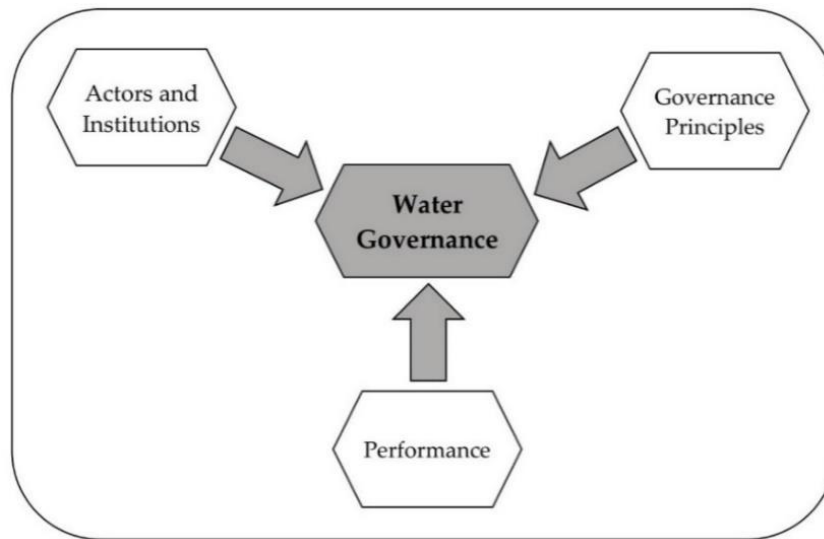 Actors and
Institutions
Governance
Principles
Water
Governance
Performance